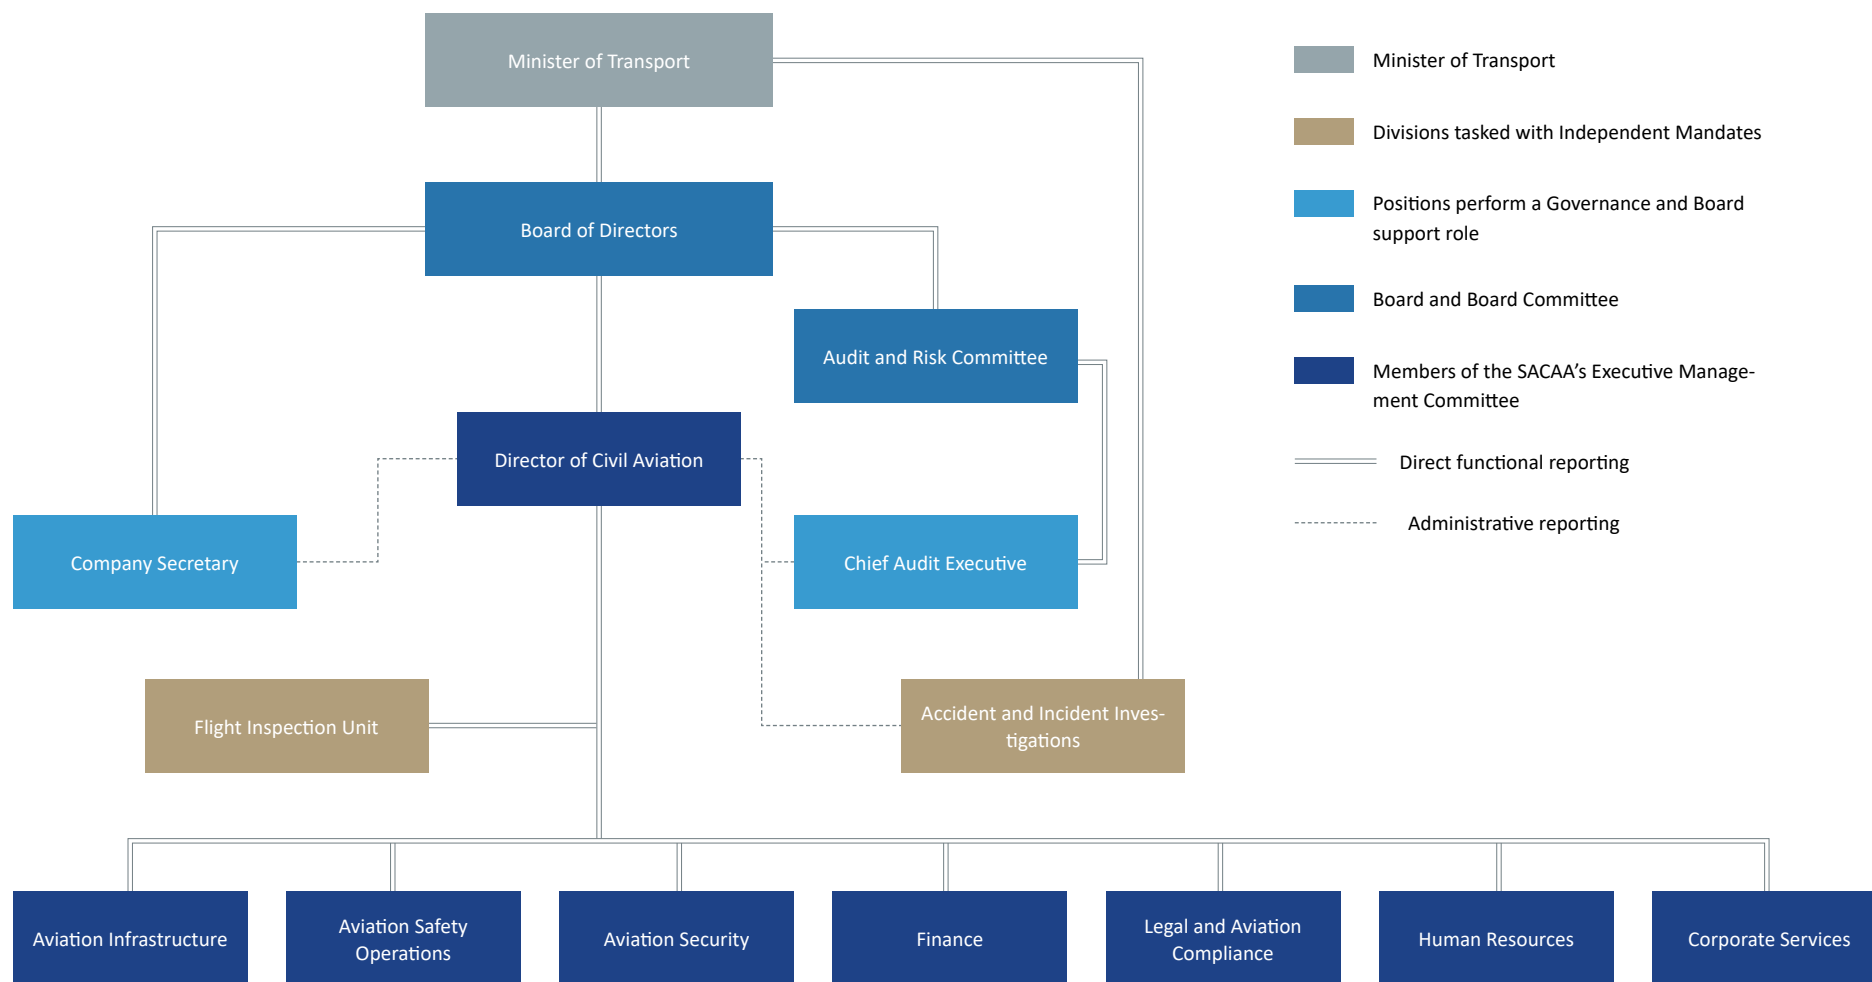 Minister of Transport
Board of Directors
Audit and Risk Committee
Director of Civil Aviation
Company Secretary
Chief Audit Executive
Flight Inspection Unit
Accident and Incident Inves-
tigations
Aviation Infrastructure
Aviation Safety
Operations
Aviation Security
Finance
Legal and Aviation
Compliance
Human Resources
Corporate Services
Minister of Transport
Divisions tasked with Independent Mandates
Positions perform a Governance and Board
support role
Board and Board Committee
Members of the SACAA’s Executive Manage-
ment Committee
Direct functional reporting
Administrative reporting